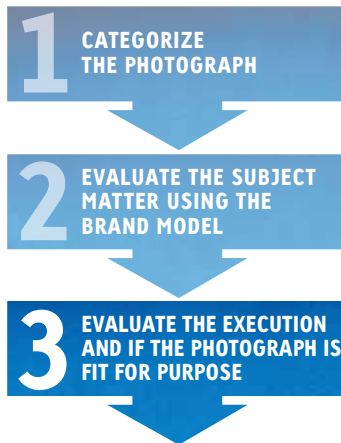 1
CATEGORIZE
THE PHOTOGRAPH
2
EVALUATE THE SUBJECT
MATTER USING THE
BRAND MODEL
3
EVALUATE THE EXECUTION
AND IF THE PHOTOGRAPH IS
FIT FOR PURPOSE